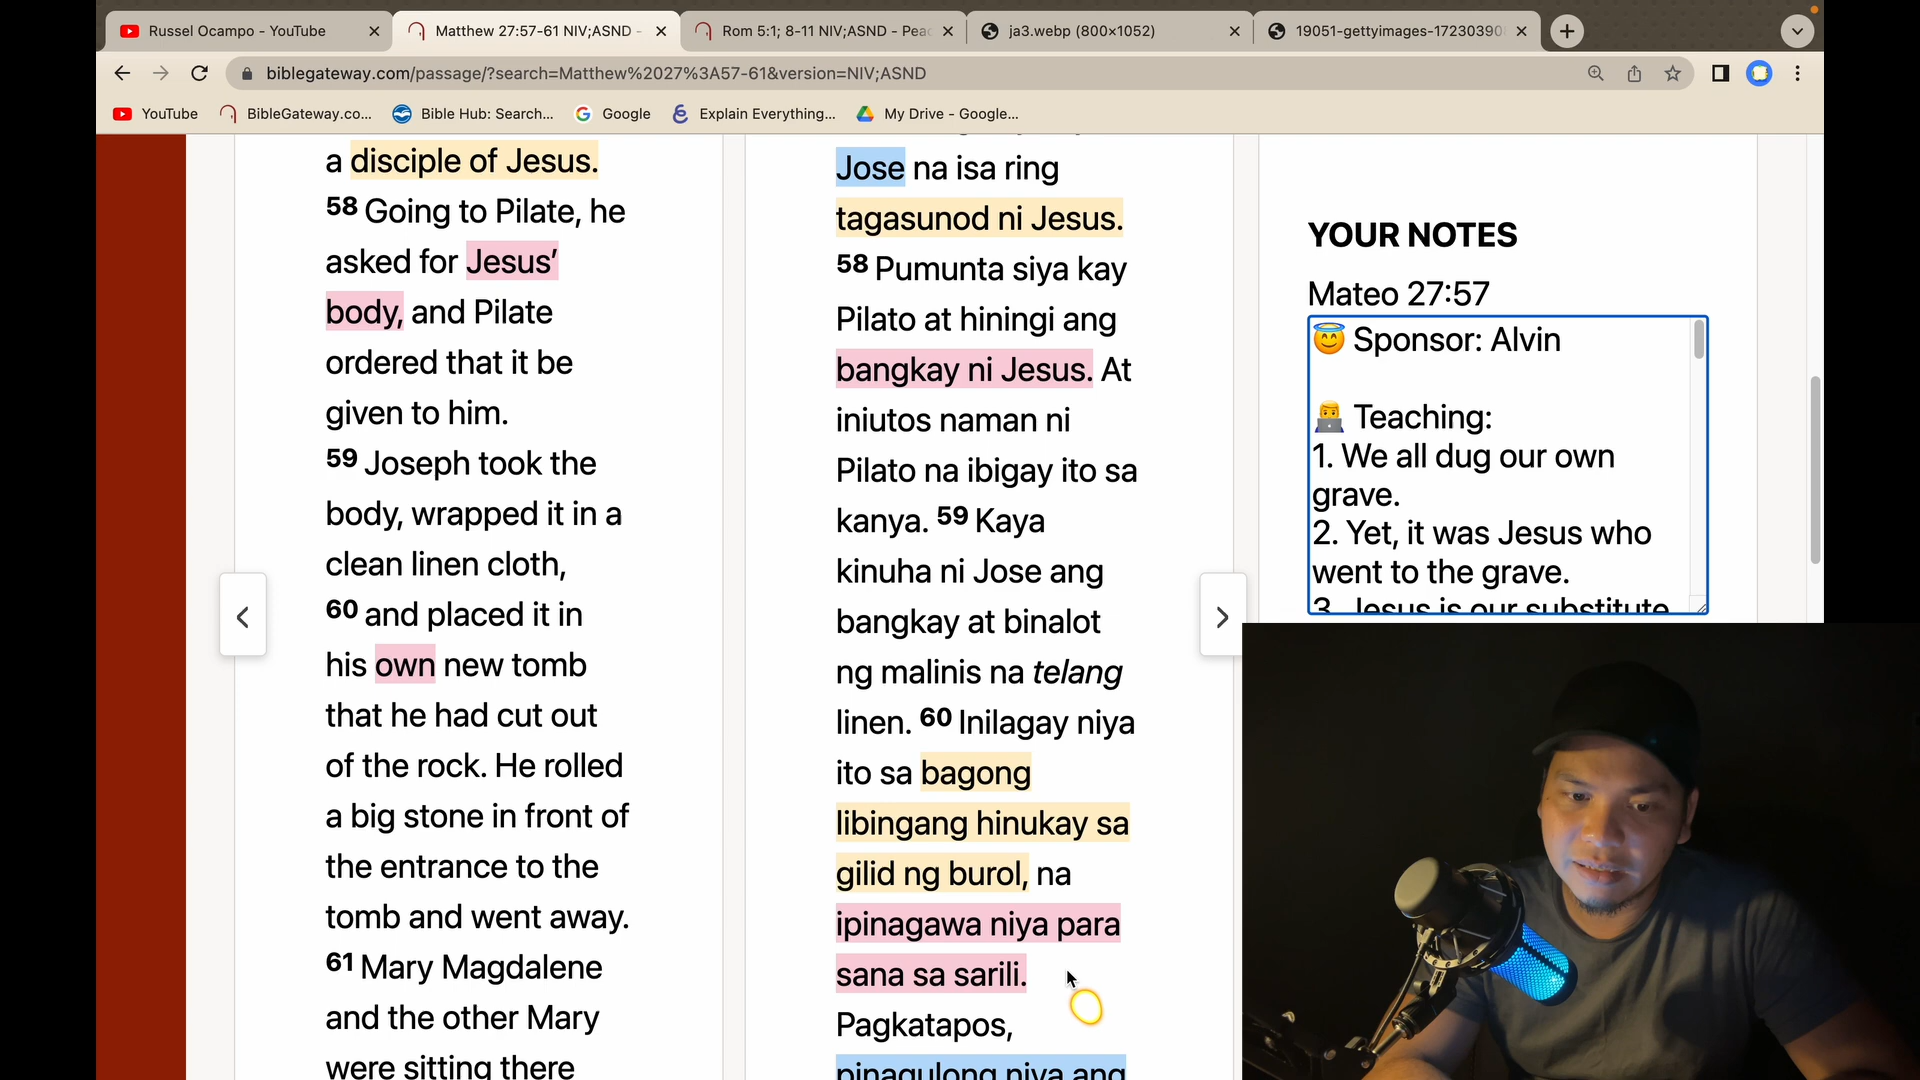 Russel Ocampo - YouTube
Matthew 27:57-61 NIV;ASND -
Rom 5:1; 8-11 NIV;ASND - Peac
ja3.webp (800×1052)
19051-gettyimages-17230390
biblegateway.com/passage/?search=Matthew%2027%3A57-61&version=NIV;ASND
YouTube
BibleGateway.co...
Bible Hub: Search...
Google
Explain Everything...
My Drive - Google...
a disciple of Jesus.
58 Going to Pilate, he
asked for Jesus’
body, and Pilate
ordered that it be
given to him.
59 Joseph took the
body, wrapped it in a
clean linen cloth,
60 and placed it in
his own new tomb
that he had cut out
of the rock. He rolled
a big stone in front of
the entrance to the
tomb and went away.
61 Mary Magdalene
and the other Mary
were sitting there
Jose na isa ring
tagasunod ni Jesus.
58 Pumunta siya kay
Pilato at hiningi ang
bangkay ni Jesus. At
iniutos naman ni
Pilato na ibigay ito sa
kanya. 59 Kaya
kinuha ni Jose ang
bangkay at binalot
ng malinis na telang
linen. 60 Inilagay niya
ito sa bagong
libingang hinukay sa
gilid ng burol, na
ipinagawa niya para
sana sa sarili.
Pagkatapos,
pinagulong niya ang
YOUR NOTES
Mateo 27:57
😇 Sponsor: Alvin
👨‍💻 Teaching:
1. We all dug our own
grave.
2. Yet, it was Jesus who
went to the grave.
3. Jesus is our substitute